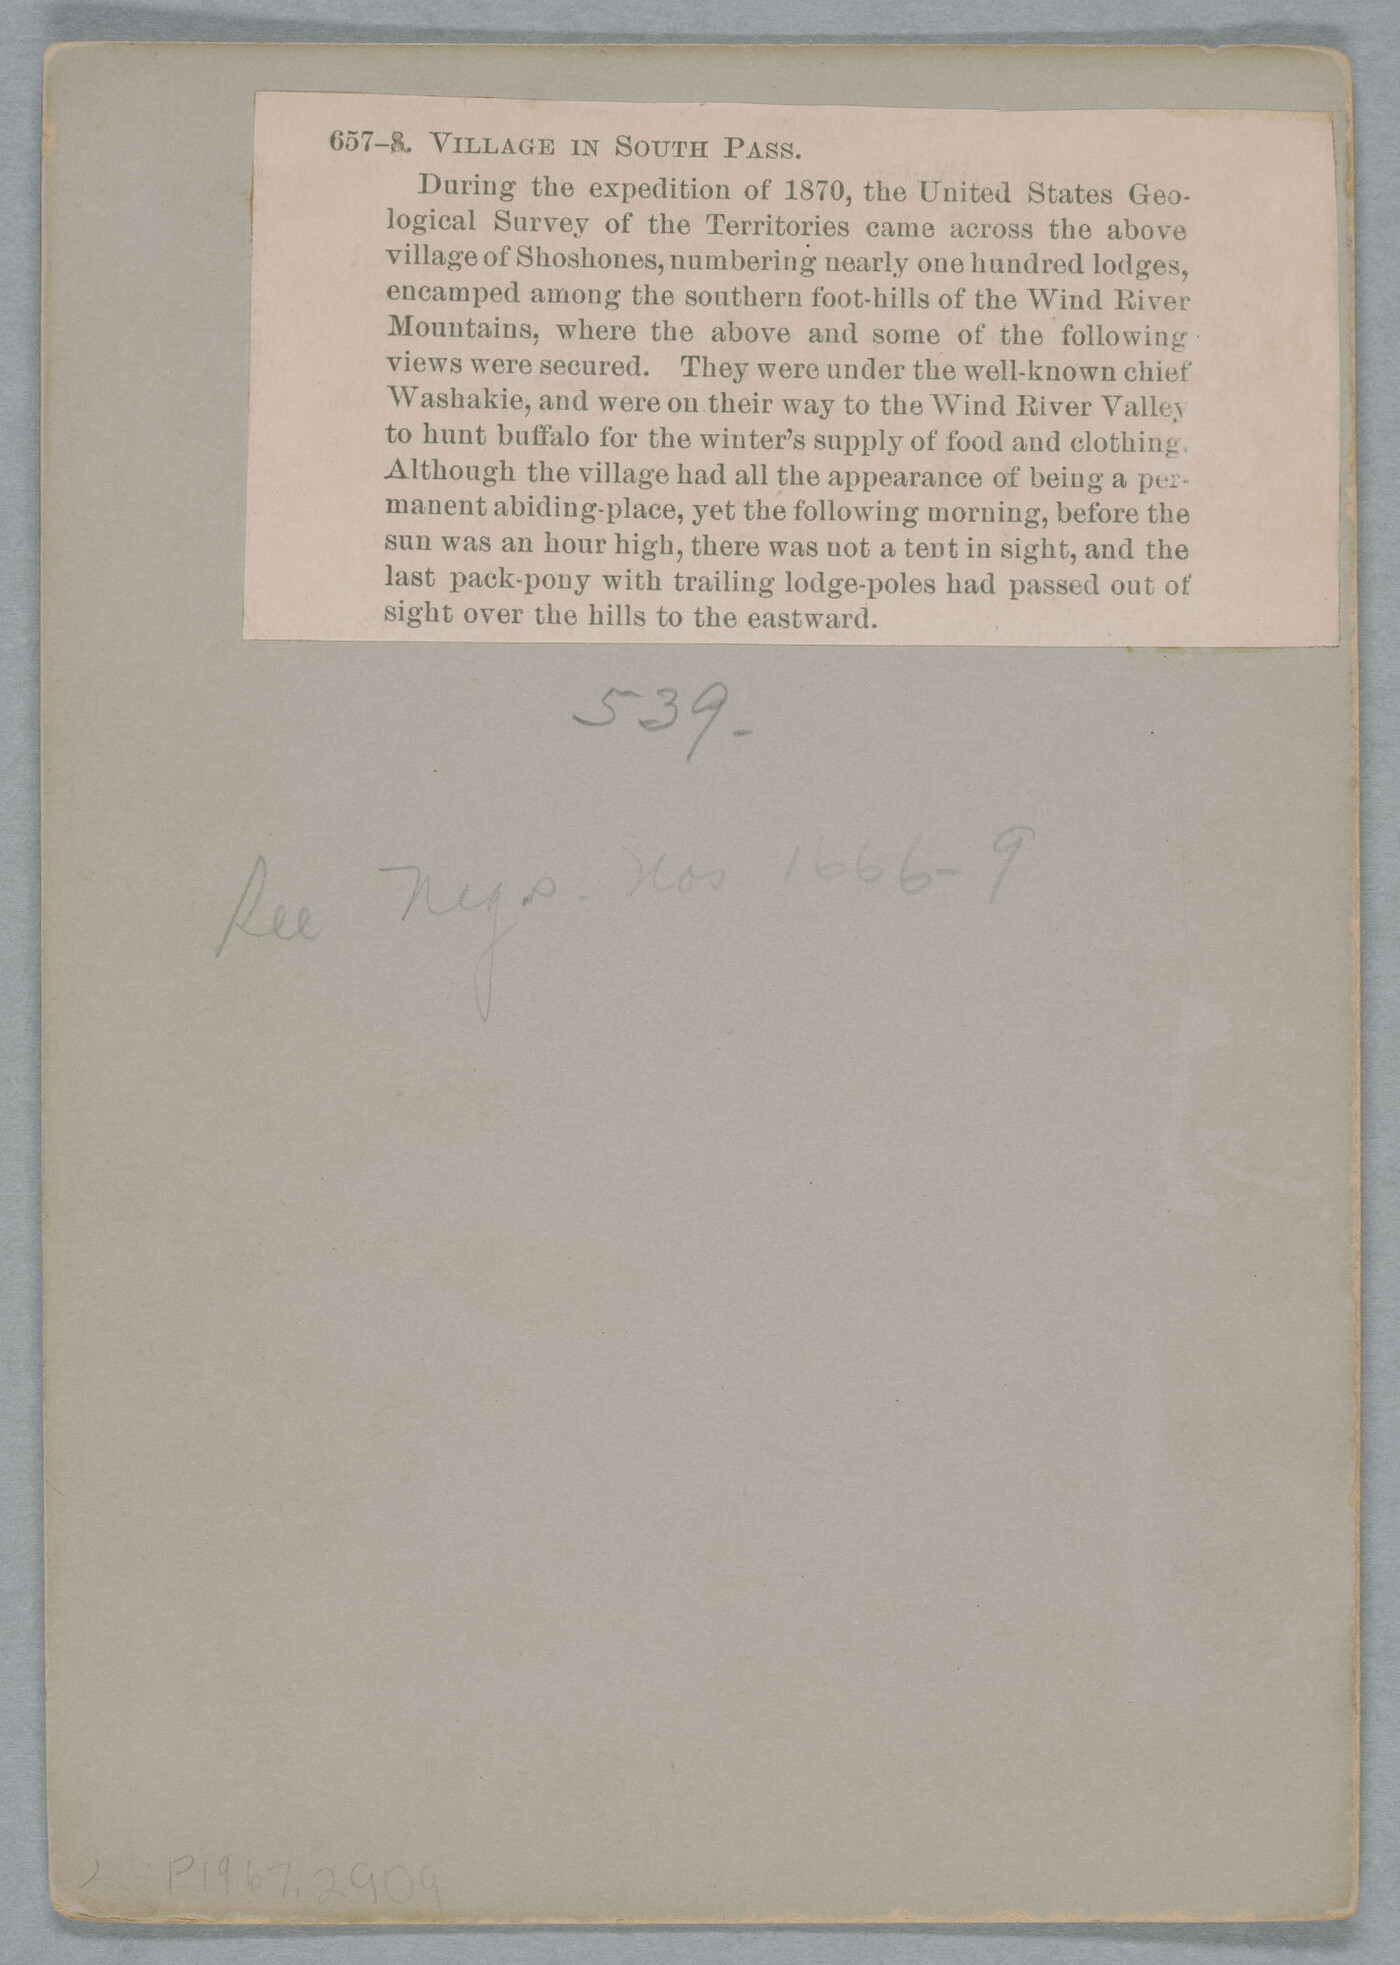 657–8. VILLAGE IN SOUTH PASS.
During the expedition of 1870, the United States Geo-
logical Survey of the Territories came across the above
village of Shoshones, numbering nearly one hundred lodges,
encamped among the southern foot-hills of the Wind River
Mountains, where the above and some of the following
views were secured. They were under the well-known chief
Washakie, and were on their way to the Wind River Valley
to hunt buffalo for the winter's supply of food and clothing.
Although the village had all the appearance of being a per-
manent abiding-place, yet the following morning, before the
sun was an hour high, there was not a tent in sight, and the
last pack-pony with trailing lodge-poles had passed out of
sight over the hills to the eastward.
539-
See Negs. Nos 1666-9
P1967.2909